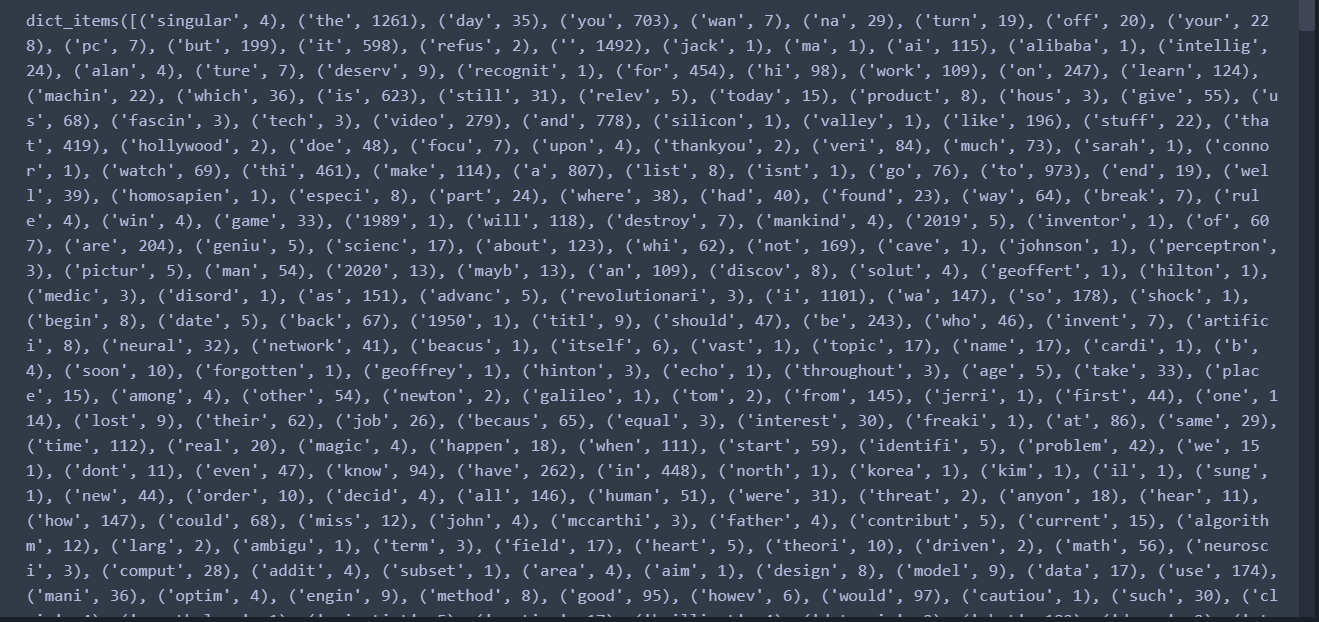 dict_items([('singular', 4), ('the', 1261), ('day', 35), ('you', 703), ('wan', 7), ('na', 29), ('turn', 19), ('off', 20), ('your', 22
8), ('pc', 7), ('but', 199), ('it', 598), ('refus', 2), ('', 1492), ('jack', 1), ('ma', 1), ('ai', 115), ('alibaba', 1), ('intellig',
24), ('alan', 4), ('ture', 7), ('deserv', 9), ('recognit', 1), ('for', 454), ('hi', 98), ('work', 109), ('on', 247), ('learn', 124),
('machin', 22), ('which', 36), ('is', 623), ('still', 31), ('relev', 5), ('today', 15), ('product', 8), ('hous', 3), ('give', 55), ('u
s', 68), ('fascin', 3), ('tech', 3), ('video', 279), ('and', 778), ('silicon', 1), ('valley', 1), ('like', 196), ('stuff', 22), ('tha
t', 419), ('hollywood', 2), ('doe', 48), ('focu', 7), ('upon', 4), ('thankyou', 2), ('veri', 84), ('much', 73), ('sarah', 1), ('conno
r', 1), ('watch', 69), ('thi', 461), ('make', 114), ('a', 807), ('list', 8), ('isnt', 1), ('go', 76), ('to', 973), ('end', 19), ('wel
l', 39), ('homosapien', 1), ('especi', 8), ('part', 24), ('where', 38), ('had', 40), ('found', 23), ('way', 64), ('break', 7), ('rul
e', 4), ('win', 4), ('game', 33), ('1989', 1), ('will', 118), ('destroy', 7), ('mankind', 4), ('2019', 5), ('inventor', 1), ('of', 60
7), ('are', 204), ('geniu', 5), ('scienc', 17), ('about', 123), ('whi', 62), ('not', 169), ('cave', 1), ('johnson', 1), ('perceptron',
3), ('pictur', 5), ('man', 54), ('2020', 13), ('mayb', 13), ('an', 109), ('discov', 8), ('solut', 4), ('geoffert', 1), ('hilton', 1),
('medic', 3), ('disord', 1), ('as', 151), ('advanc', 5), ('revolutionari', 3), ('i', 1101), ('wa', 147), ('so', 178), ('shock', 1),
('begin', 8), ('date', 5), ('back', 67), ('1950', 1), ('titl', 9), ('should', 47), ('be', 243), ('who', 46), ('invent', 7), ('artific
i', 8), ('neural', 32), ('network', 41), ('beacus', 1), ('itself', 6), ('vast', 1), ('topic', 17), ('name', 17), ('cardi', 1), ('b',
4), ('soon', 10), ('forgotten', 1), ('geoffrey', 1), ('hinton', 3), ('echo', 1), ('throughout', 3), ('age', 5), ('take', 33), ('plac
e', 15), ('among', 4), ('other', 54), ('newton', 2), ('galileo', 1), ('tom', 2), ('from', 145), ('jerri', 1), ('first', 44), ('one', 1
14), ('lost', 9), ('their', 62), ('job', 26), ('becaus', 65), ('equal', 3), ('interest', 30), ('freaki', 1), ('at', 86), ('same', 29),
('time', 112), ('real', 20), ('magic', 4), ('happen', 18), ('when', 111), ('start', 59), ('identifi', 5), ('problem', 42), ('we', 15
1), ('dont', 11), ('even', 47), ('know', 94), ('have', 262), ('in', 448), ('north', 1), ('korea', 1), ('kim', 1), ('il', 1), ('sung',
1), ('new', 44), ('order', 10), ('decid', 4), ('all', 146), ('human', 51), ('were', 31), ('threat', 2), ('anyon', 18), ('hear', 11),
('how', 147), ('could', 68), ('miss', 12), ('john', 4), ('mccarthi', 3), ('father', 4), ('contribut', 5), ('current', 15), ('algorith
m', 12), ('larg', 2), ('ambigu', 1), ('term', 3), ('field', 17), ('heart', 5), ('theori', 10), ('driven', 2), ('math', 56), ('neurosc
i', 3), ('comput', 28), ('addit', 4), ('subset', 1), ('area', 4), ('aim', 1), ('design', 8), ('model', 9), ('data', 17), ('use', 174),
('mani', 36), ('optim', 4), ('engin', 9), ('method', 8), ('good', 95), ('howev', 6), ('would', 97), ('cautiou', 1), ('such', 30), ('cl